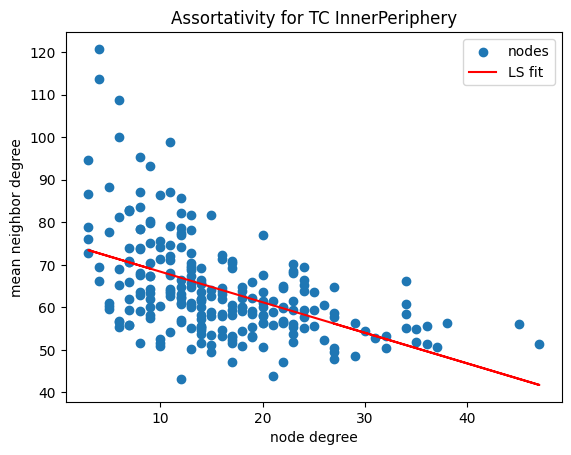 Assortativity for TC InnerPeriphery
nodes
LS fit
mean neighbor degree
120
110
100
90
80
70
60
50
40
10
20
30
40
node degree